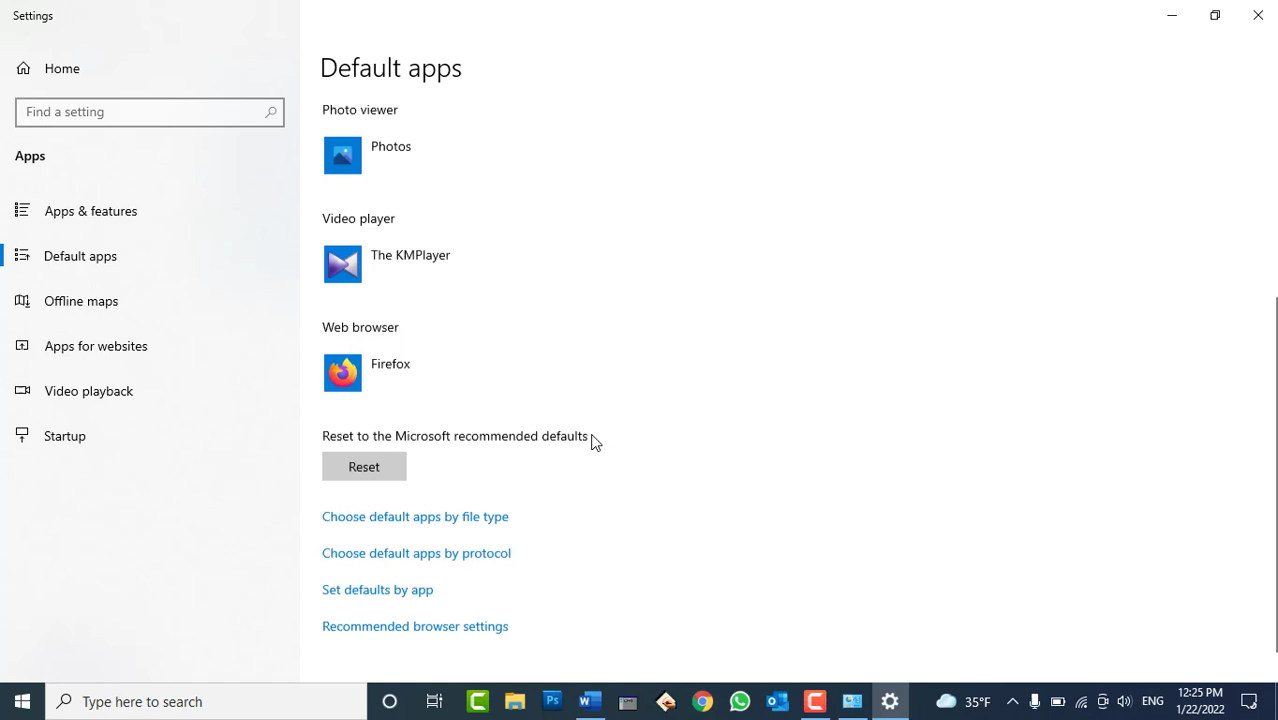 Settings
Home
Find a setting
Apps
Apps & features
Default apps
Offline maps
Apps for websites
Video playback
Startup
Default apps
Photo viewer
Photos
Video player
The KMPlayer
Web browser
Firefox
Reset to the Microsoft recommended defaults
Reset
Choose default apps by file type
Choose default apps by protocol
Set defaults by app
Recommended browser settings
Type here to search
Ps
35°F
ENG
12:25 PM
1/22/2022